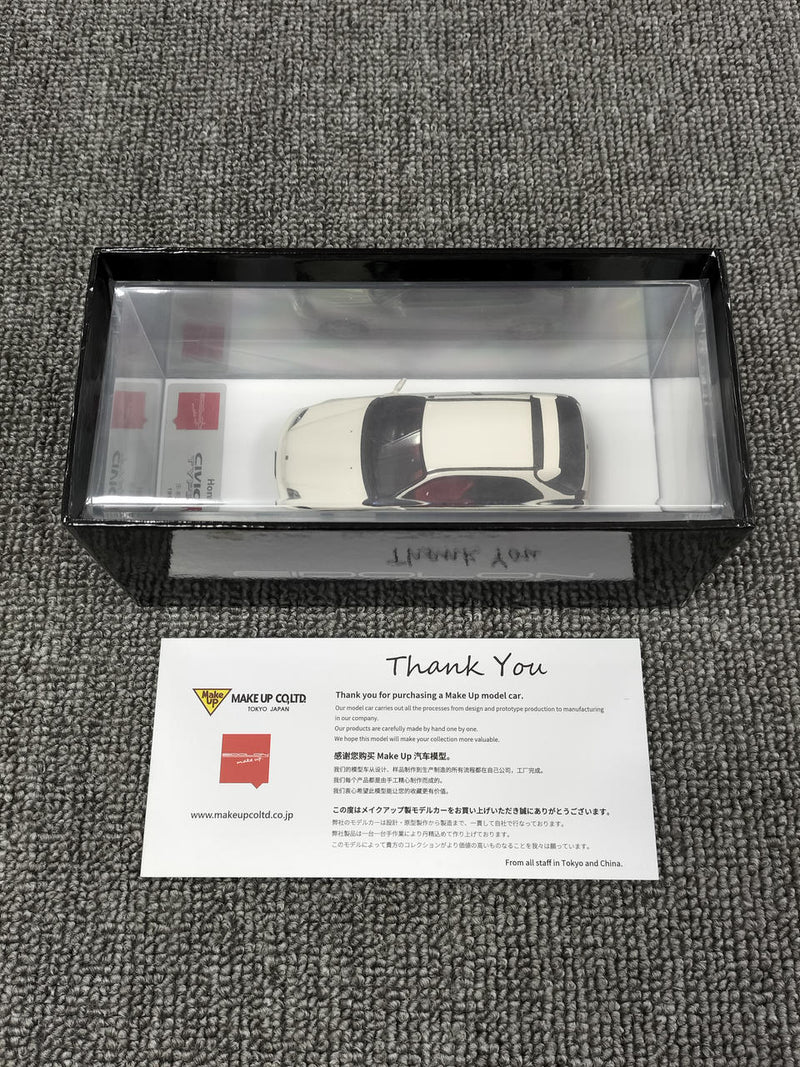 Hon
CIVIC
Thank You
Make
up
MAKE UP CO.,LTD.
TOKYO JAPAN
EIDOLON
make up
www.makeupcoltd.co.jp
Thank You
Thank you for purchasing a Make Up model car.
Our model car carries out all the processes from design and prototype production to manufacturing
in our company.
Our products are carefully made by hand one by one.
We hope this model will make your collection more valuable.
感谢您购买 Make Up 汽车模型。
我们的模型车从设计、样品制作到生产制造的所有流程都在自己公司，工厂完成。
我们每个产品都是由手工精心制作而成的。
我们衷心希望此模型能让您的收藏更有价值。
この度はメイクアップ製モデルカーをお買い上げいただき誠にありがとうございます。
弊社のモデルカーは設計・原型製作から製造まで、一貫して自社で行なっております。
弊社製品は一台一台手作業により丹精込めて作り上げております。
このモデルによって貴方のコレクションがより価値の高いものなることを我々は願っています。
From all staff in Tokyo and China.